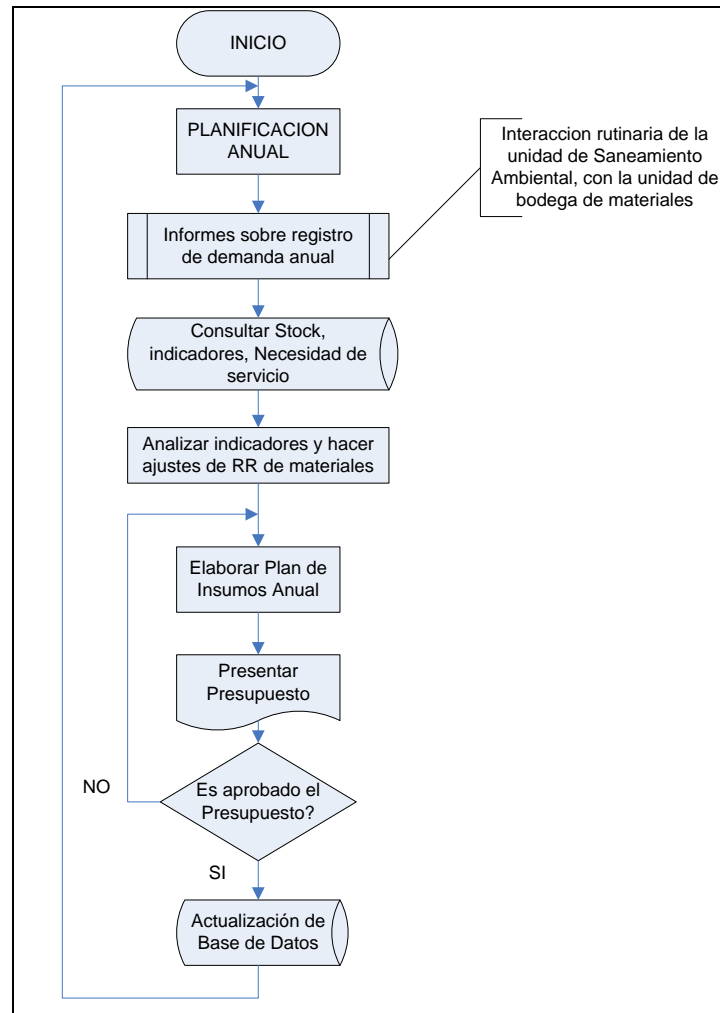 INICIO
PLANIFICACION
ANUAL
Interaccion rutinaria de la
unidad de Saneamiento
Ambiental, con la unidad de
bodega de materiales
Informes sobre registro
de demanda anual
Consultar Stock,
indicadores, Necesidad de
servicio
Analizar indicadores y hacer
ajustes de RR de materiales
Elaborar Plan de
Insumos Anual
Presentar
Presupuesto
NO
Es aprobado el
Presupuesto?
SI
Actualización de
Base de Datos